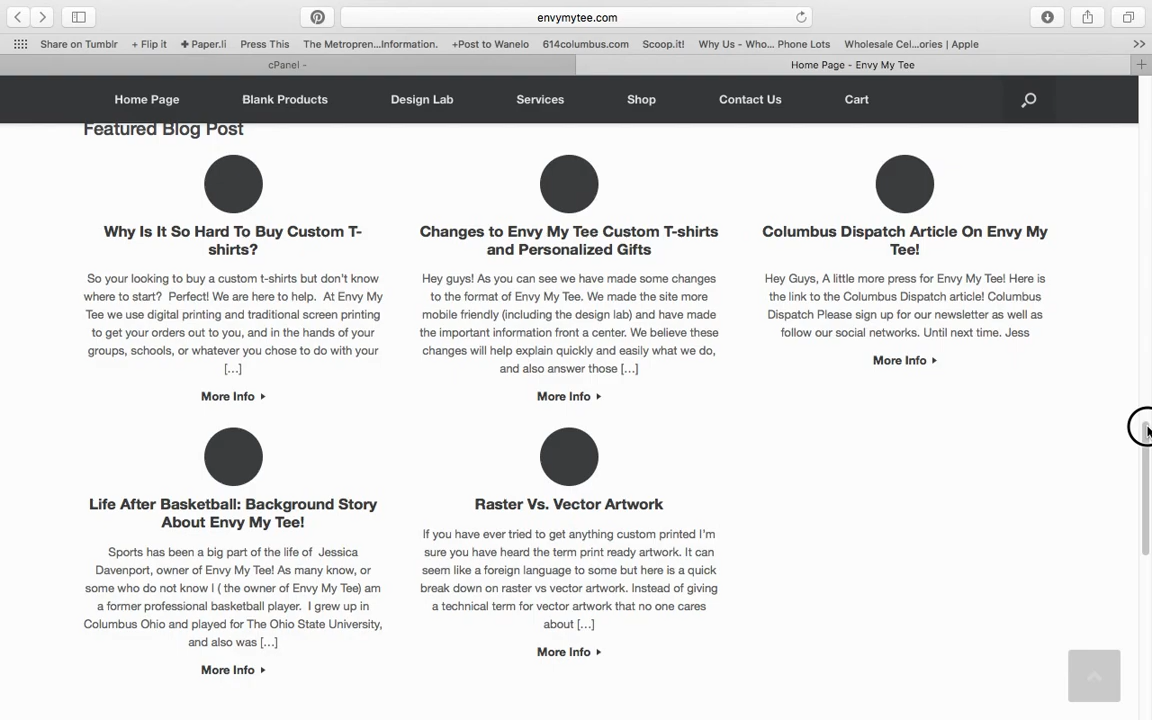 envymytee.com
Share on Tumblr + Flip it ✚ Paper.li Press This The Metropren...Information. +Post to Wanelo 614columbus.com Scoop.it! Why Us - Who... Phone Lots Wholesale Cel...ories | Apple >>
cPanel - Home Page - Envy My Tee +
Home Page Blank Products Design Lab Services Shop Contact Us Cart
Featured Blog Post
Why Is It So Hard To Buy Custom T-
shirts?
So your looking to buy a custom t-shirts but don't know
where to start? Perfect! We are here to help. At Envy My
Tee we use digital printing and traditional screen printing
to get your orders out to you, and in the hands of your
groups, schools, or whatever you chose to do with your
[...]
More Info
Changes to Envy My Tee Custom T-shirts
and Personalized Gifts
Hey guys! As you can see we have made some changes
to the format of Envy My Tee. We made the site more
mobile friendly (including the design lab) and have made
the important information front a center. We believe these
changes will help explain quickly and easily what we do,
and also answer those [...]
More Info
Columbus Dispatch Article On Envy My
Tee!
Hey Guys, A little more press for Envy My Tee! Here is
the link to the Columbus Dispatch article! Columbus
Dispatch Please sign up for our newsletter as well as
follow our social networks. Until next time. Jess
More Info
Life After Basketball: Background Story
About Envy My Tee!
Sports has been a big part of the life of Jessica
Davenport, owner of Envy My Tee! As many know, or
some who do not know I ( the owner of Envy My Tee) am
a former professional basketball player. I grew up in
Columbus Ohio and played for The Ohio State University,
and also was [...]
More Info
Raster Vs. Vector Artwork
If you have ever tried to get anything custom printed I'm
sure you have heard the term print ready artwork. It can
seem like a foreign language to some but here is a quick
break down on raster vs vector artwork. Instead of giving
a technical term for vector artwork that no one cares
about [...]
More Info